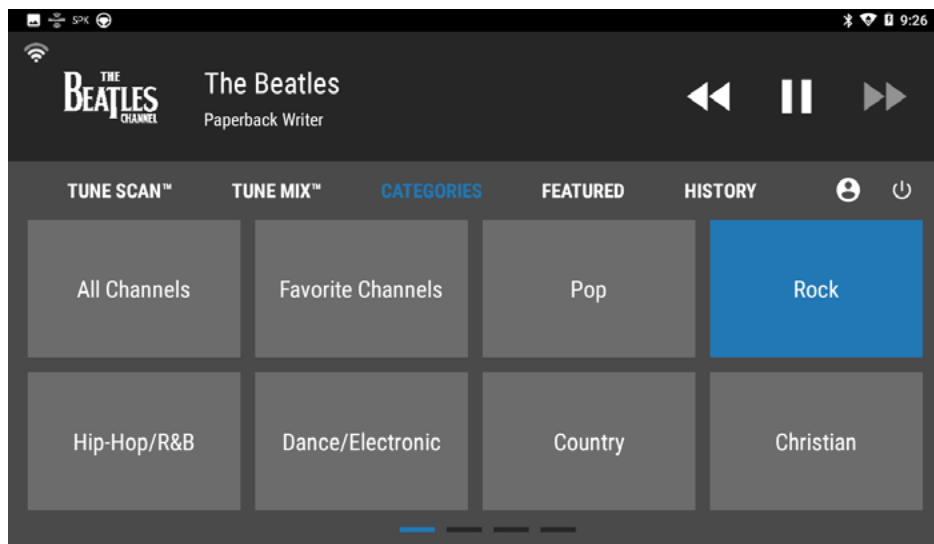 SPK
9:26
THE
BEATLES
CHANNEL
The Beatles
Paperback Writer
TUNE SCAN™ TUNE MIX™ CATEGORIES FEATURED HISTORY
All Channels Favorite Channels Pop Rock
Hip-Hop/R&B Dance/Electronic Country Christian